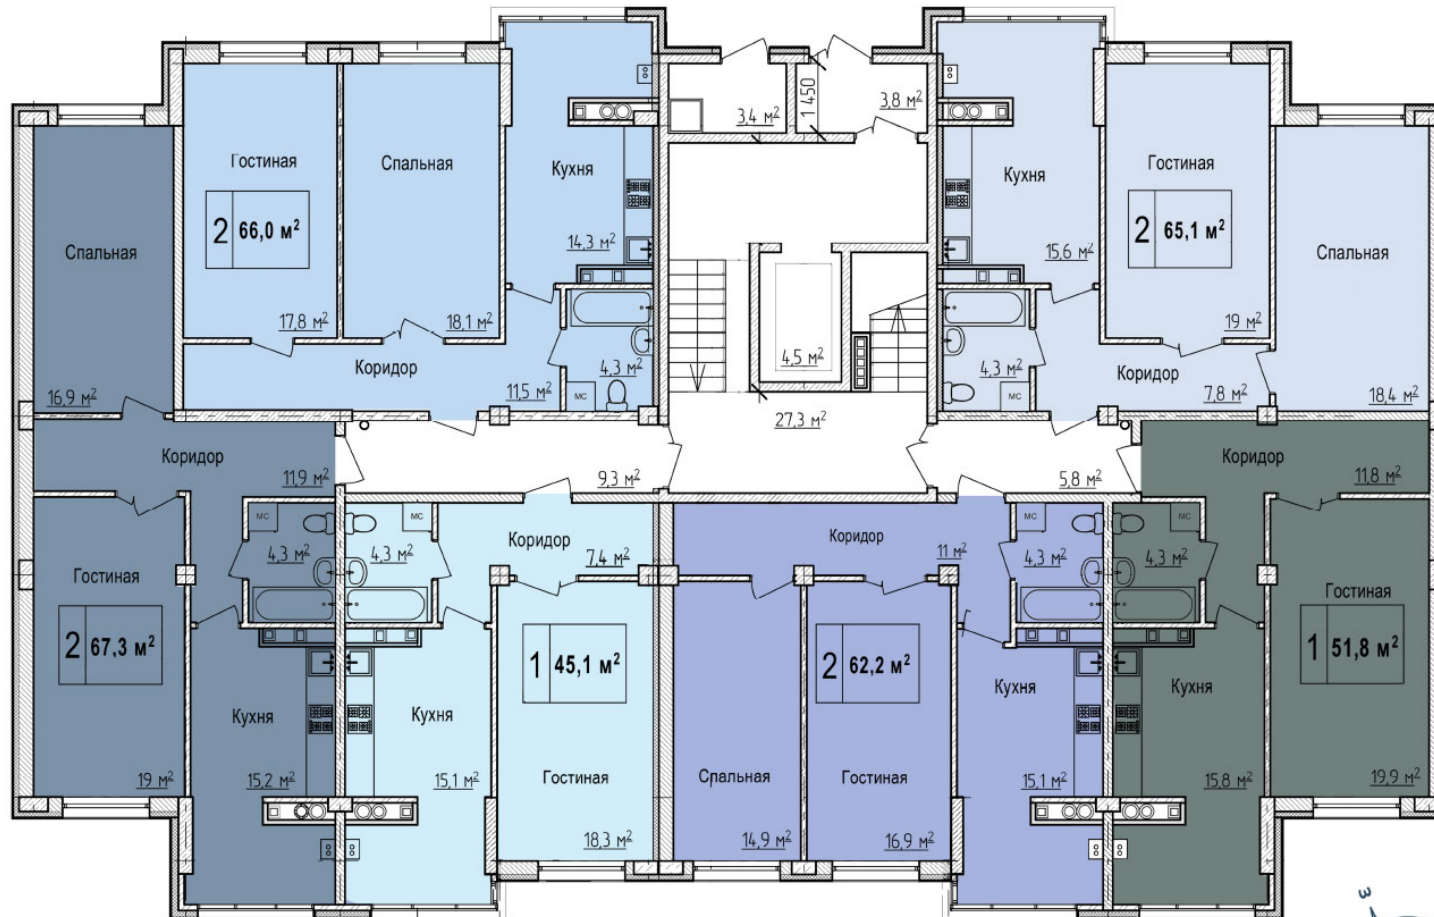 3,4 м²
1 450
3,8 м²
Гостиная
2 66,0 м²
17,8 м²
Спальная
18,1 м²
Кухня
14,3 м²
Кухня
15,6 м²
Гостиная
2 65,1 м²
19 м²
Спальная
18,4 м²
Спальная
16,9 м²
Коридор
11,5 м²
4,3 м²
МС
4,5 м²
27,3 м²
4,3 м²
МС
Коридор
7,8 м²
Коридор
11,9 м²
9,3 м²
5,8 м²
Коридор
11,8 м²
МС
4,3 м²
МС
4,3 м²
Коридор
7,4 м²
Коридор
11 м²
МС
4,3 м²
МС
4,3 м²
Гостиная
2 67,3 м²
19 м²
Кухня
15,2 м²
Кухня
15,1 м²
1 45,1 м²
Гостиная
18,3 м²
Спальная
14,9 м²
2 62,2 м²
Гостиная
16,9 м²
Кухня
15,1 м²
Кухня
15,8 м²
Гостиная
1 51,8 м²
19,9 м²
З